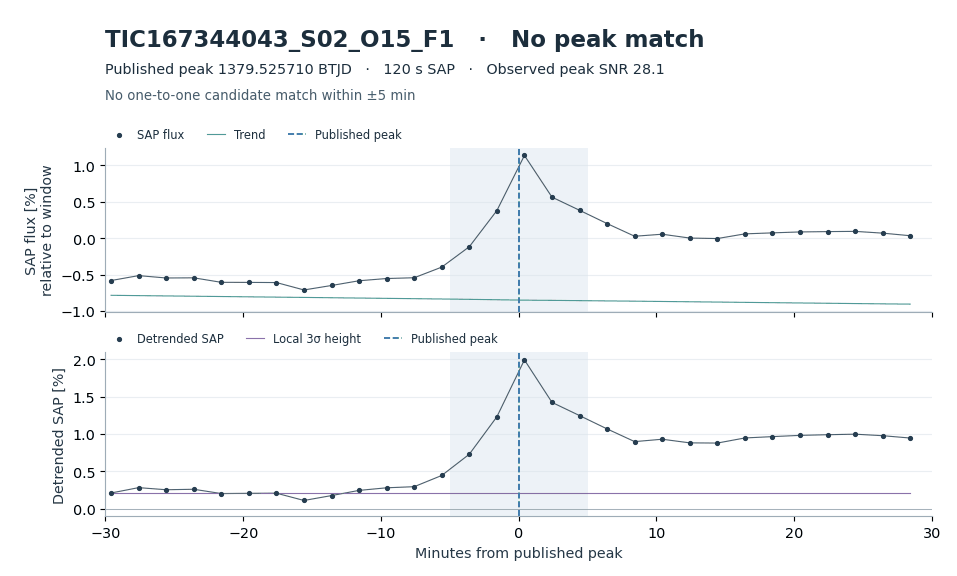 TIC167344043_S02_O15_F1 · No peak match
Published peak 1379.525710 BTJD · 120 s SAP · Observed peak SNR 28.1
No one-to-one candidate match within ±5 min
SAP flux Trend Published peak
SAP flux [%]
relative to window
1.0
0.5
0.0
−0.5
−1.0
Detrended SAP Local 3σ height Published peak
Detrended SAP [%]
2.0
1.5
1.0
0.5
0.0
−30 −20 −10 0 10 20 30
Minutes from published peak